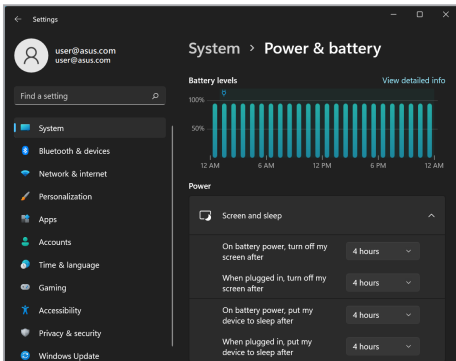 Settings
user@asus.com
user@asus.com
Find a setting
System
Bluetooth & devices
Network & internet
Personalization
Apps
Accounts
Time & language
Gaming
Accessibility
Privacy & security
Windows Update
System > Power & battery
Battery levels
View detailed info
100%
50%
12 AM 6 AM 12 PM 6 PM 12 AM
Power
Screen and sleep
On battery power, turn off my
screen after
4 hours
When plugged in, turn off my
screen after
4 hours
On battery power, put my
device to sleep after
4 hours
When plugged in, put my
device to sleep after
4 hours